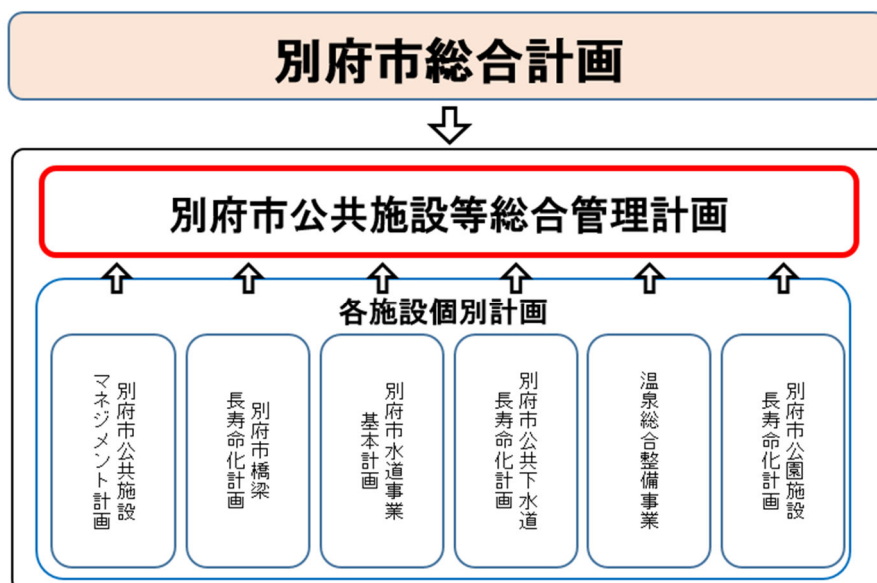 別府市総合計画
別府市公共施設等総合管理計画
各施設個別計画
別府市公共施設
マネジメント計画
別府市橋梁
長寿命化計画
別府市水道事業
基本計画
別府市公共下水道
長寿命化計画
温泉総合整備事業
別府市公園施設
長寿命化計画